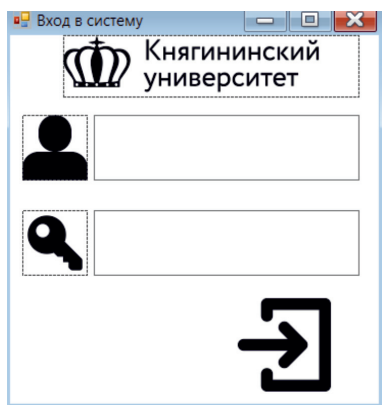 Вход в систему
Княгининский
университет